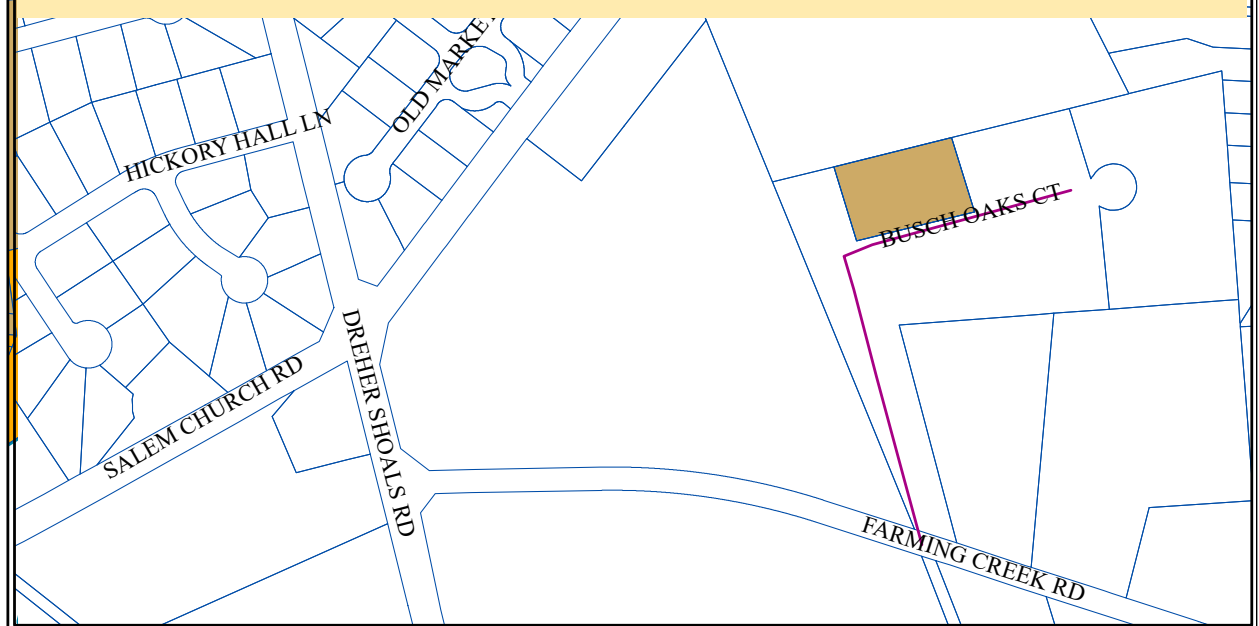 OLD MARKE
HICKORY HALL LN
BUSCH OAKS CT
DREHER SHOALS RD
SALEM CHURCH RD
FARMING CREEK RD